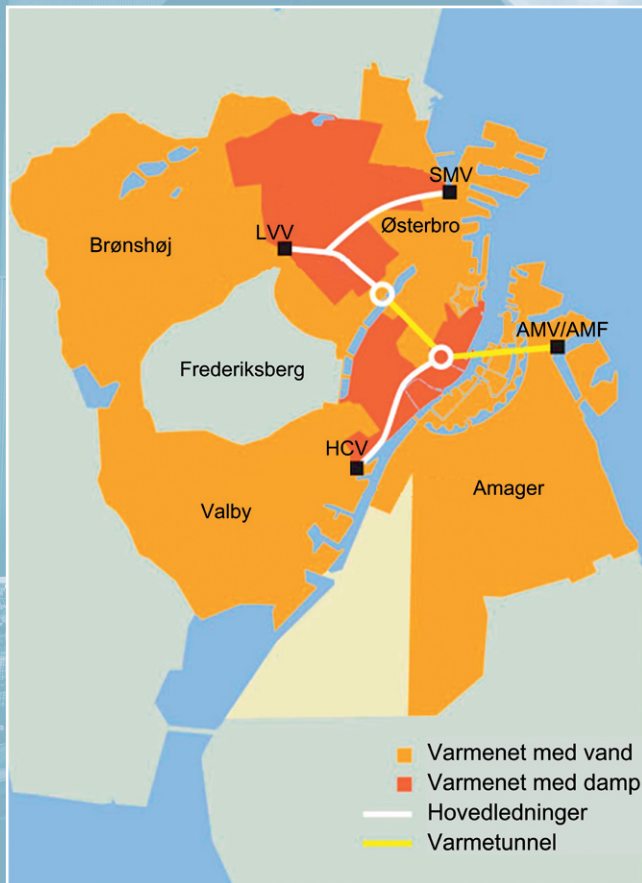 SMV
Østerbro
LVV
Brønshøj
AMV/AMF
Frederiksberg
HCV
Amager
Valby
Varmenet med vand
Varmenet med damp
Hovedledninger
Varmetunnel